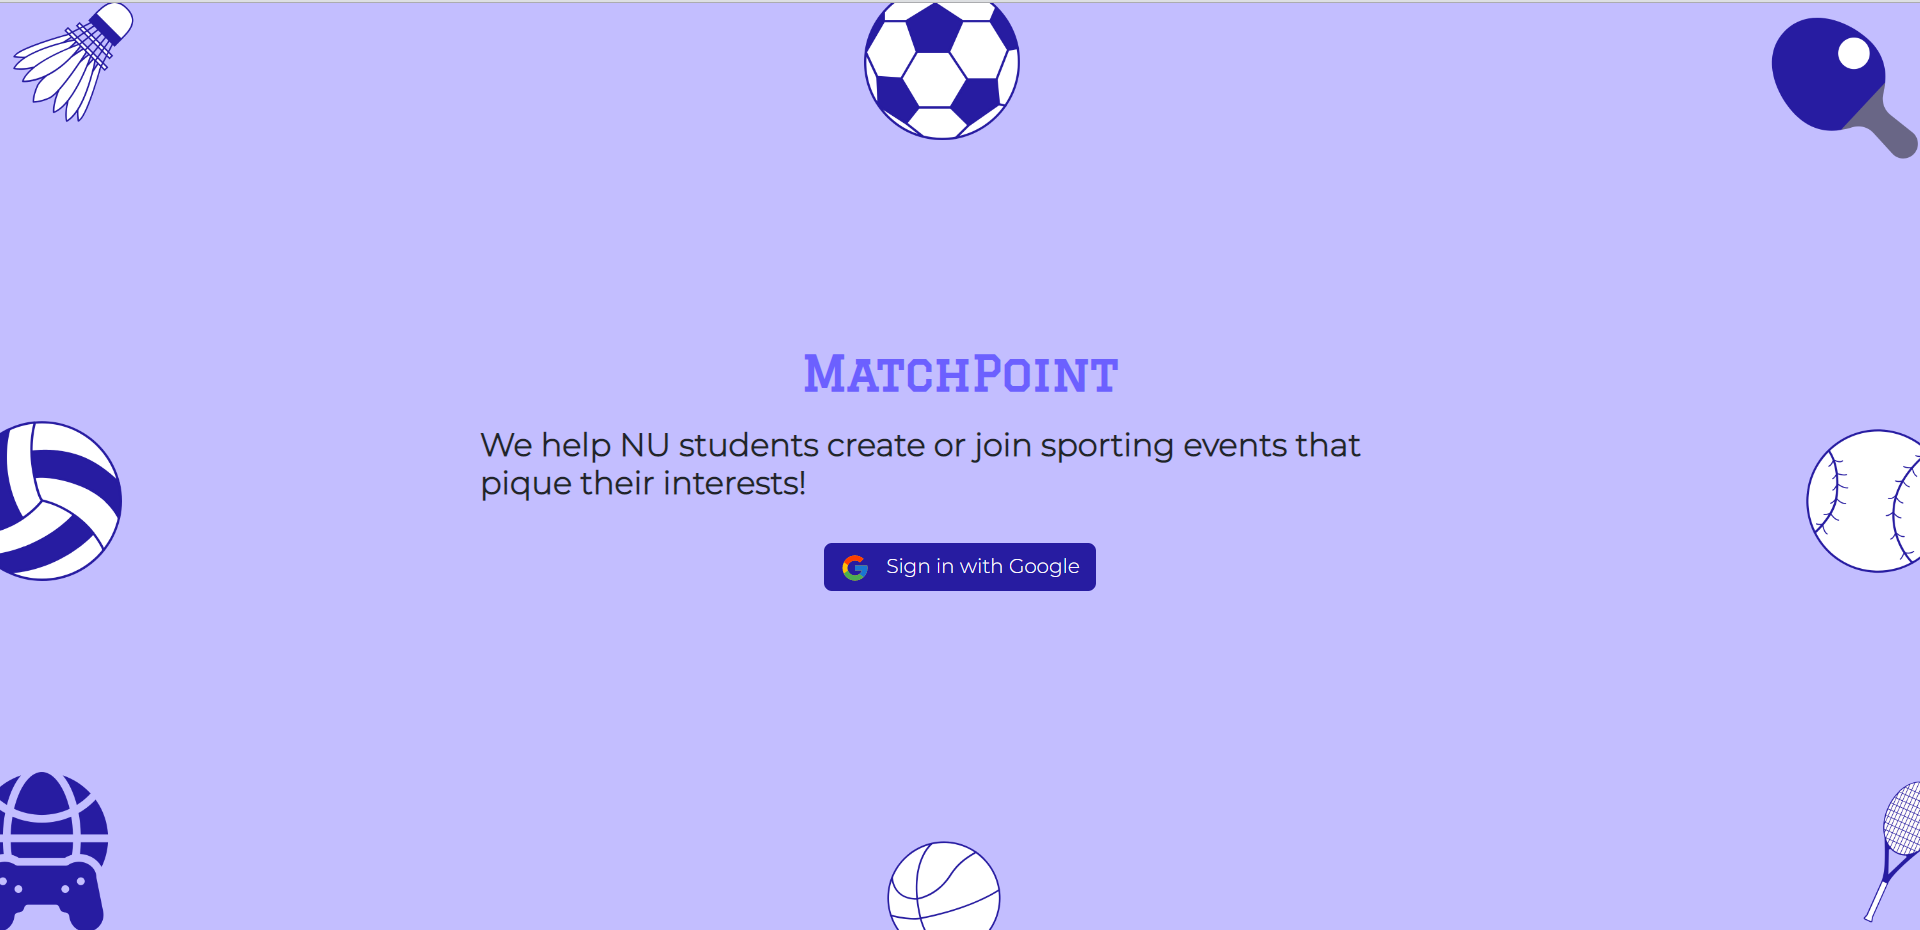 MatchPoint
We help NU students create or join sporting events that
pique their interests!
Sign in with Google